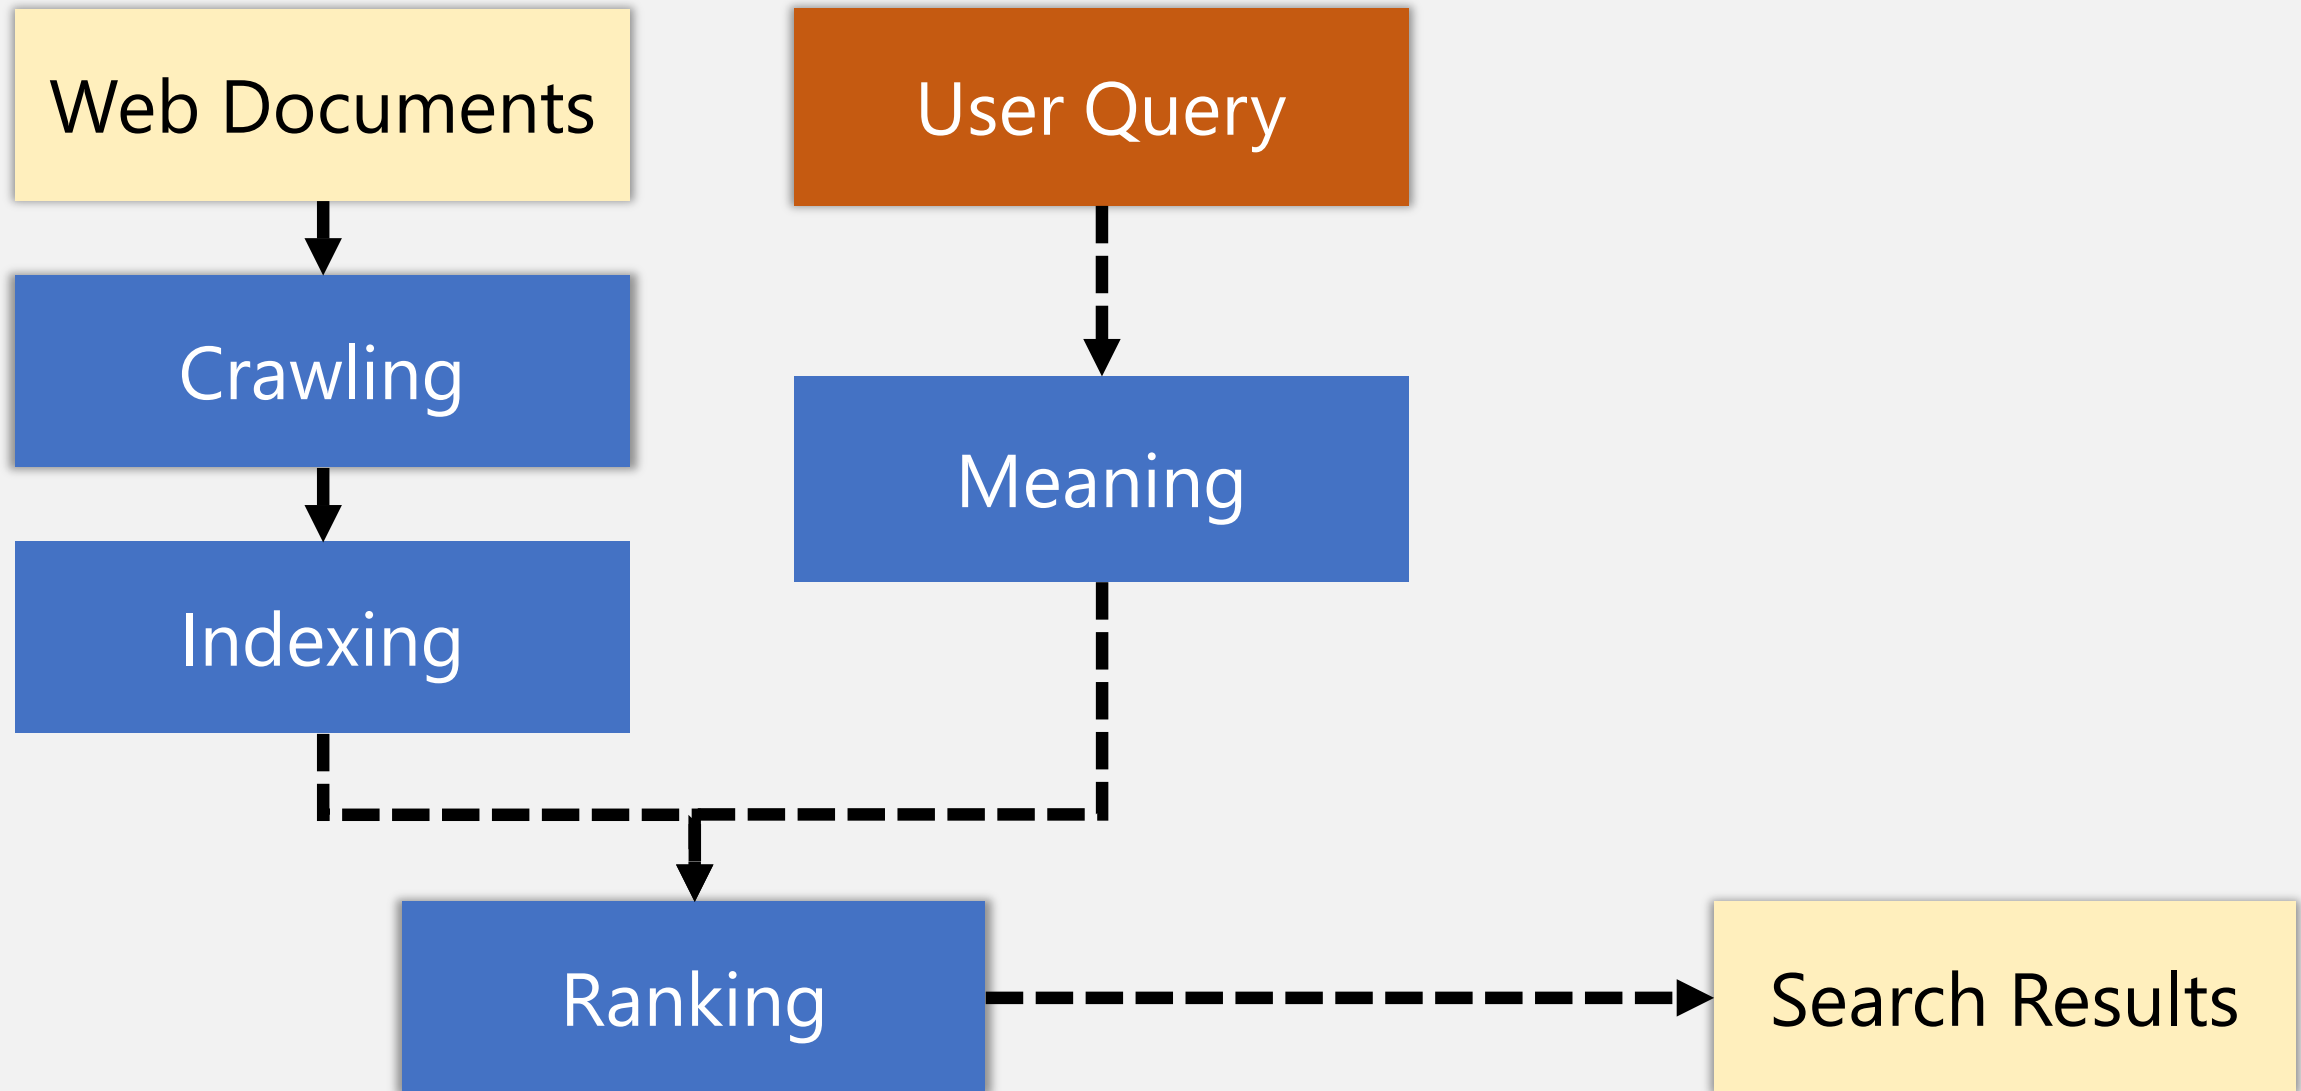 Web Documents
User Query
Crawling
Meaning
Indexing
Ranking
Search Results